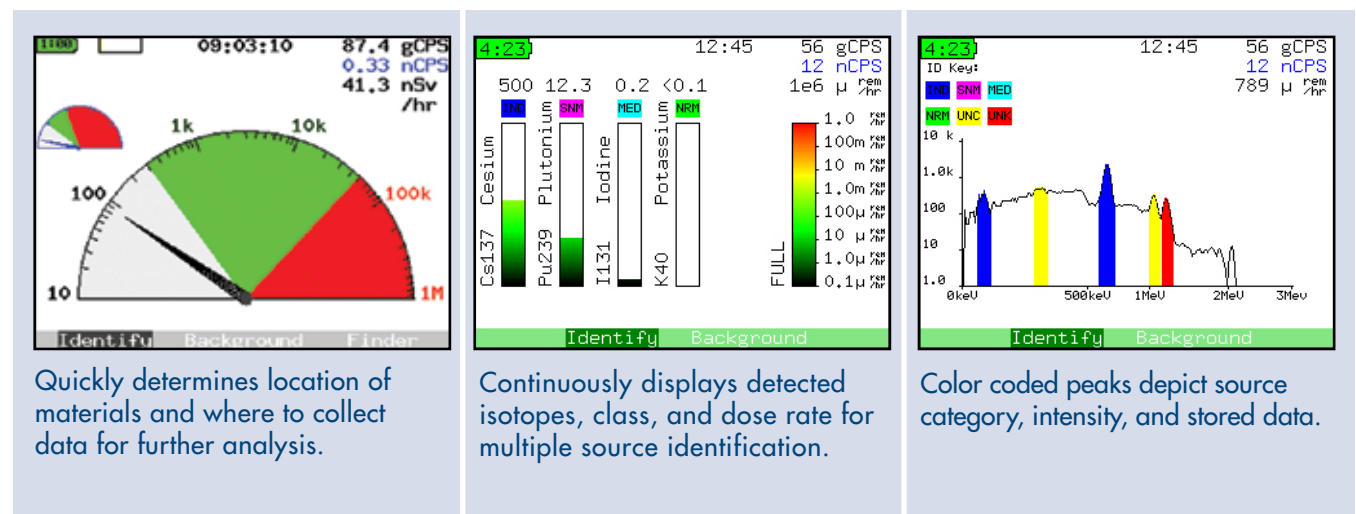 1:00 09:03:10 87.4 gCPS
0.33 nCPS
41.3 nSv
/hr
1k 10k
100 100k
10 1M
Identify Background Finder
Quickly determines location of
materials and where to collect
data for further analysis.
4:23 12:45 56 gCPS
12 nCPS
500 12.3 0.2 <0.1 1e6 µ rem/hr
IND SNM MED NRM
Cs137 Cesium
Pu239 Plutonium
I131 Iodine
K40 Potassium
FULL
1.0 rem/hr
100m rem/hr
10 m rem/hr
1.0m rem/hr
100µ rem/hr
10 µ rem/hr
1.0µ rem/hr
0.1µ rem/hr
Identify Background
Continuously displays detected
isotopes, class, and dose rate for
multiple source identification.
4:23 12:45 56 gCPS
ID Key: 12 nCPS
789 µ rem/hr
IND SNM MED
NRM UNC UNK
10 k
1.0k
100
10
1.0
0keV 500keV 1MeV 2MeV 3Mev
Identify Background
Color coded peaks depict source
category, intensity, and stored data.